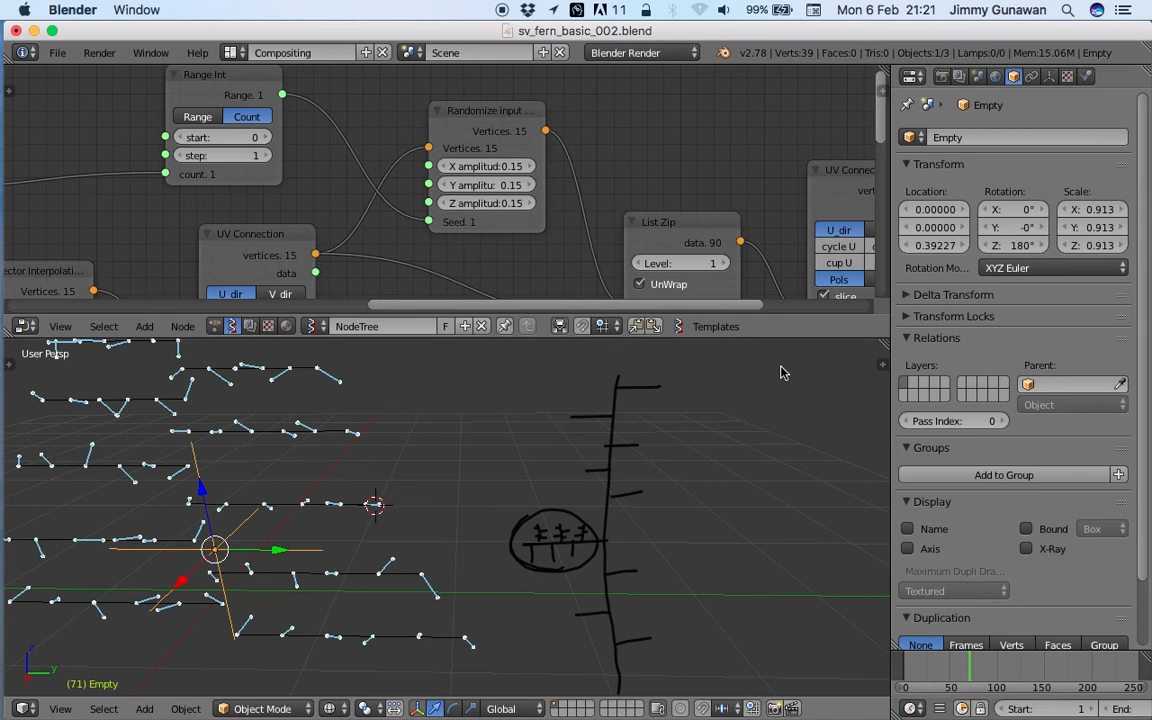 Blender Window 11 99% Mon 6 Feb 21:21 Jimmy Gunawan
sv_fern_basic_002.blend
File Render Window Help Compositing Scene Blender Render v2.78 | Verts:39 | Faces:0 | Tris:0 | Objects:1/3 | Lamps:0/0 | Mem:15.06M | Empty
Range Int
Range. 1
Range Count
start: 0
step: 1
count. 1
Randomize input ...
Vertices. 15
Vertices. 15
X amplitud:0.15
Y amplitu: 0.15
Z amplitud:0.15
Seed. 1
UV Connection
vertices. 15
data
U_dir V_dir
ector Interpolati...
Vertices. 15
List Zip
data. 90
Level: 1
UnWrap
UV Connec
vert
U_dir
cycle U
cup U
Pols
slice
View Select Add Node NodeTree F Templates
User Persp
(71) Empty
View Select Add Object Object Mode Global
Empty
Empty
Transform
Location: Rotation: Scale:
0.00000 X: 0° X: 0.913
0.00000 Y: -0° Y: 0.913
0.39227 Z: 180° Z: 0.913
Rotation Mo... XYZ Euler
Delta Transform
Transform Locks
Relations
Layers: Parent:
Object
Pass Index: 0
Groups
Add to Group
Display
Name Bound Box
Axis X-Ray
Maximum Dupli Dra...
Textured
Duplication
None Frames Verts Faces Group
0 50 100 150 200 250
Start: 1 End: